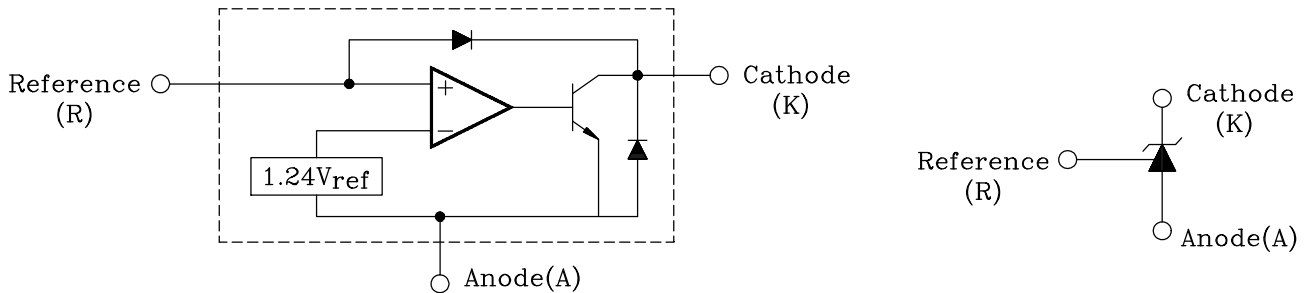 Reference
(R)
+
−
1.24Vref
Cathode
(K)
Anode(A)
Cathode
(K)
Reference
(R)
Anode(A)